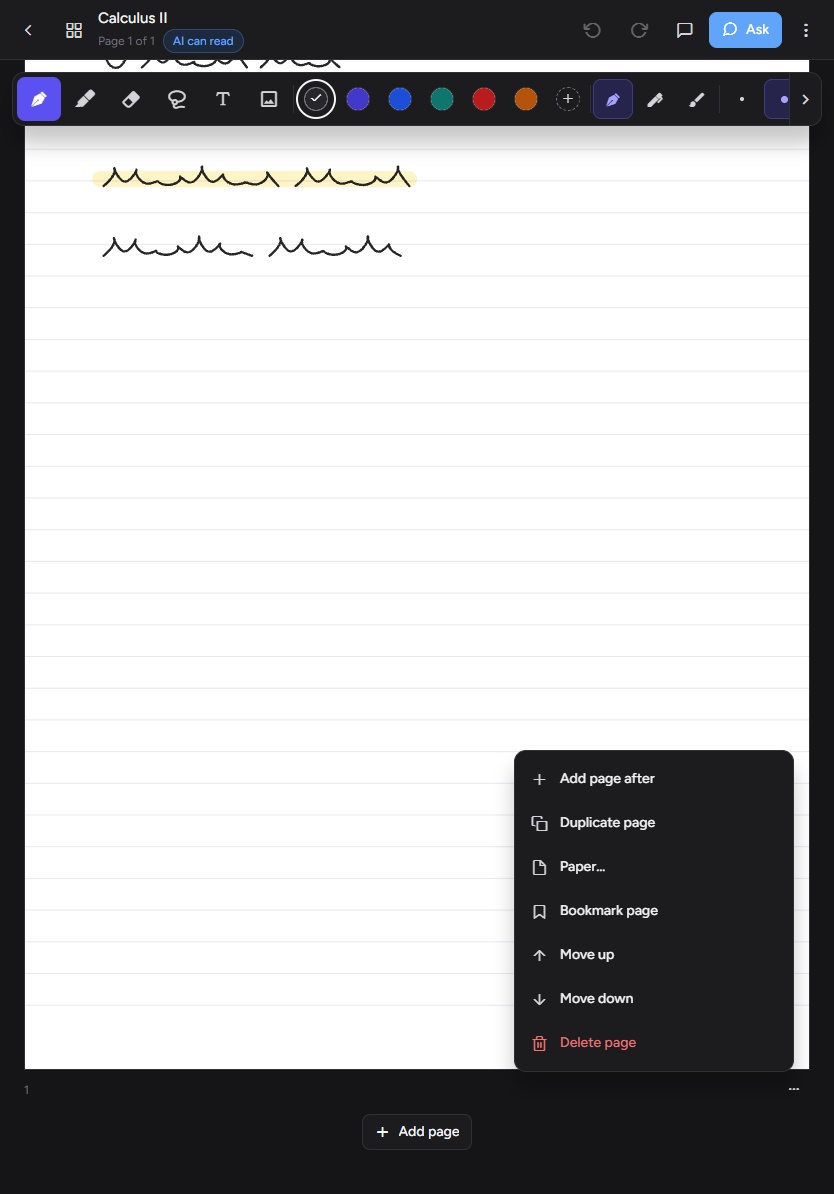 Calculus II
Page 1 of 1 AI can read
Ask
T
Add page after
Duplicate page
Paper...
Bookmark page
Move up
Move down
Delete page
1
Add page